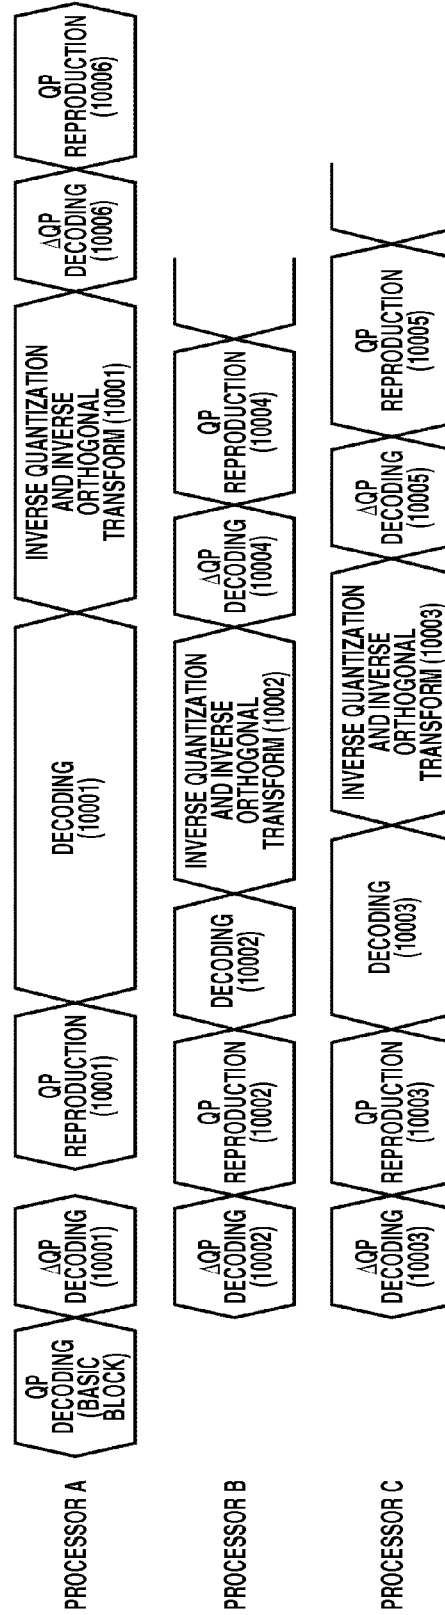 PROCESSOR A
QP
DECODING
(BASIC
BLOCK)
ΔQP
DECODING
(10001)
QP
REPRODUCTION
(10001)
DECODING
(10001)
INVERSE QUANTIZATION
AND INVERSE
ORTHOGONAL
TRANSFORM (10001)
ΔQP
DECODING
(10006)
QP
REPRODUCTION
(10006)
PROCESSOR B
ΔQP
DECODING
(10002)
QP
REPRODUCTION
(10002)
DECODING
(10002)
INVERSE QUANTIZATION
AND INVERSE
ORTHOGONAL
TRANSFORM (10002)
ΔQP
DECODING
(10004)
QP
REPRODUCTION
(10004)
PROCESSOR C
ΔQP
DECODING
(10003)
QP
REPRODUCTION
(10003)
DECODING
(10003)
INVERSE QUANTIZATION
AND INVERSE
ORTHOGONAL
TRANSFORM (10003)
ΔQP
DECODING
(10005)
QP
REPRODUCTION
(10005)